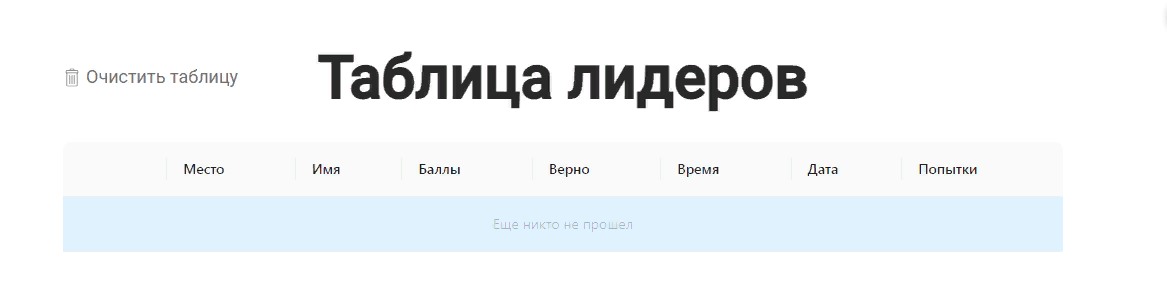 Очистить таблицу
Таблица лидеров
Место Имя Баллы Верно Время Дата Попытки
Еще никто не прошел